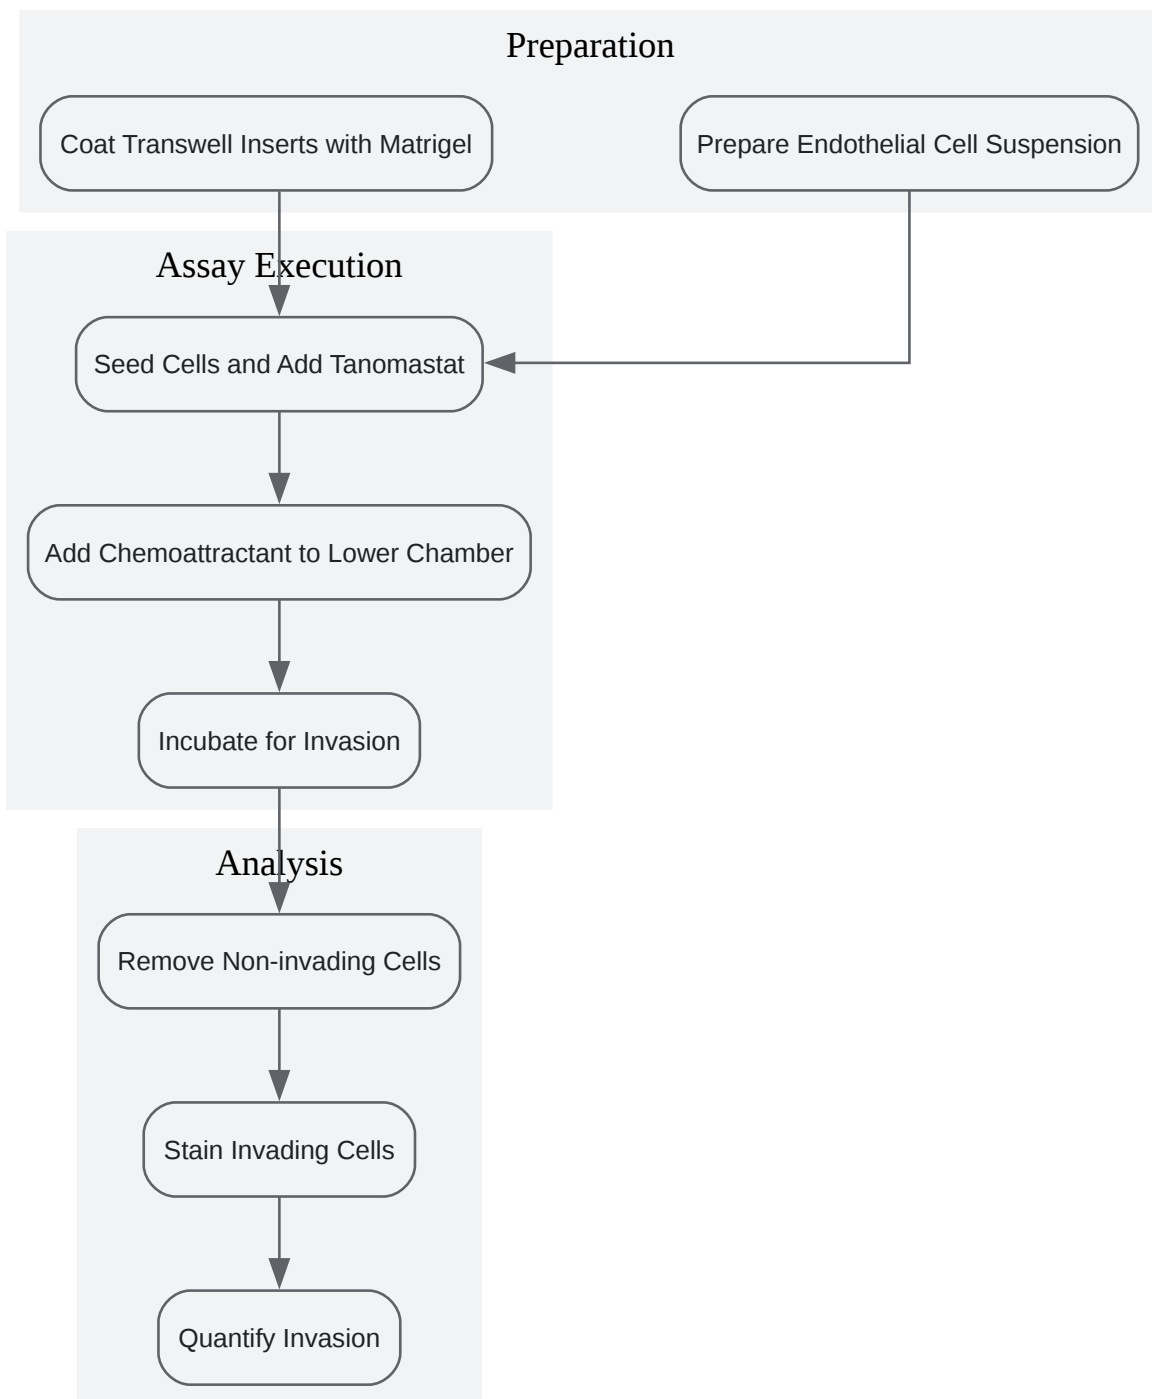 Preparation
Coat Transwell Inserts with Matrigel
Prepare Endothelial Cell Suspension
Assay Execution
Seed Cells and Add Tanomastat
Add Chemoattractant to Lower Chamber
Incubate for Invasion
Analysis
Remove Non-invading Cells
Stain Invading Cells
Quantify Invasion